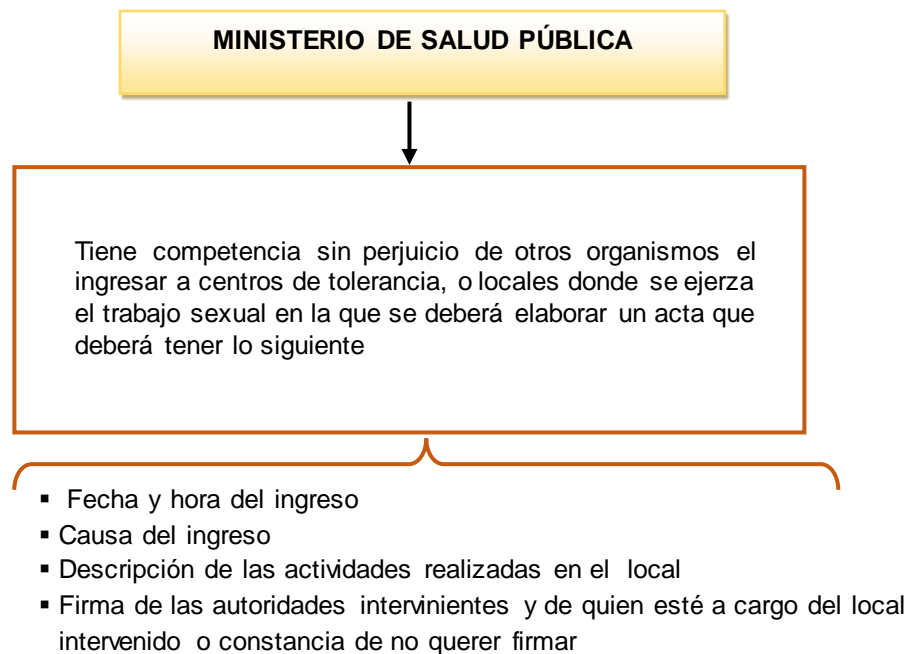 MINISTERIO DE SALUD PÚBLICA
Tiene competencia sin perjuicio de otros organismos el
ingresar a centros de tolerancia, o locales donde se ejerza
el trabajo sexual en la que se deberá elaborar un acta que
deberá tener lo siguiente
▪ Fecha y hora del ingreso
▪ Causa del ingreso
▪ Descripción de las actividades realizadas en el local
▪ Firma de las autoridades intervinientes y de quien esté a cargo del local
intervenido o constancia de no querer firmar